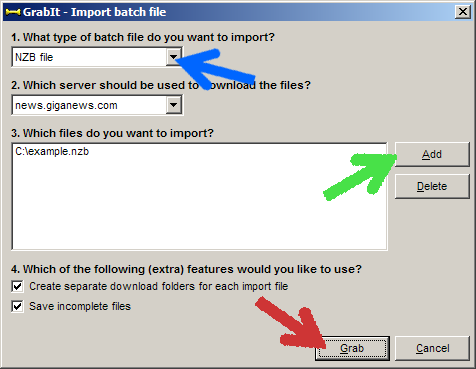 GrabIt - Import batch file
1. What type of batch file do you want to import?
NZB file
2. Which server should be used to download the files?
news.giganews.com
3. Which files do you want to import?
C:\example.nzb
Add
Delete
4. Which of the following (extra) features would you like to use?
Create separate download folders for each import file
Save incomplete files
Grab
Cancel